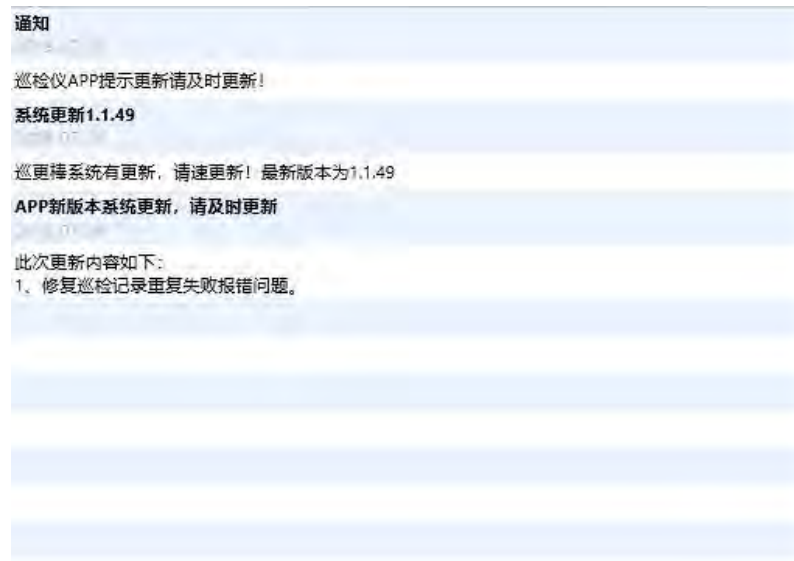 通知
巡检仪APP提示更新请及时更新!
系统更新1.1.49
巡更棒系统有更新,请速更新!最新版本为1.1.49
APP新版本系统更新,请及时更新
此次更新内容如下:
1、修复巡检记录重复失败报错问题。